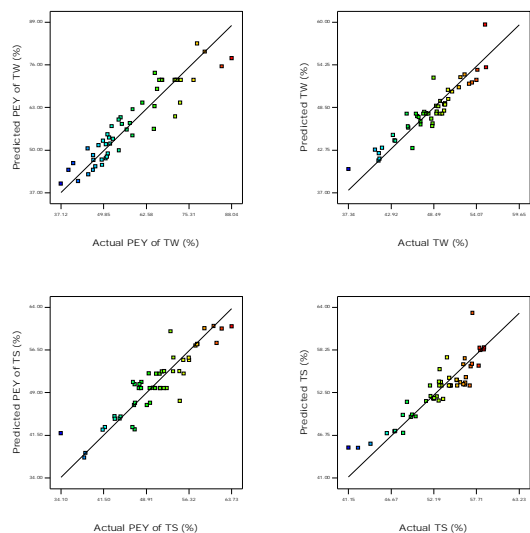 89.00
76.00
63.00
50.00
37.00
Predicted PEY of TW (%)
37.13 49.85 62.58 75.31 88.03
Actual PEY of TW (%)
60.00
54.25
48.50
42.75
37.00
Predicted TW (%)
37.34 42.92 48.49 54.07 59.65
Actual TW (%)
64.00
56.50
49.00
41.50
34.00
Predicted PEY of TS (%)
34.10 41.50 48.91 56.32 63.73
Actual PEY of TS (%)
64.00
58.25
52.50
46.75
41.00
Predicted TS (%)
41.15 46.67 52.19 57.71 63.23
Actual TS (%)